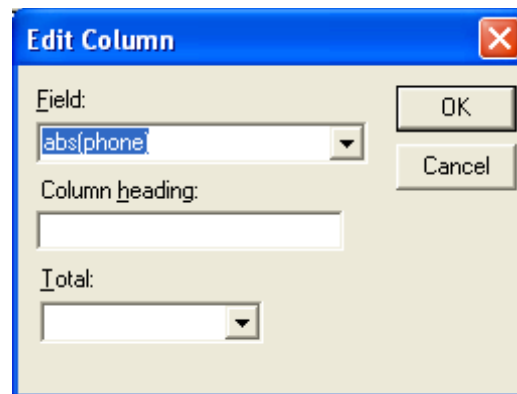 Edit Column
Field:
OK
abs(phone)
Cancel
Column heading:
Total: